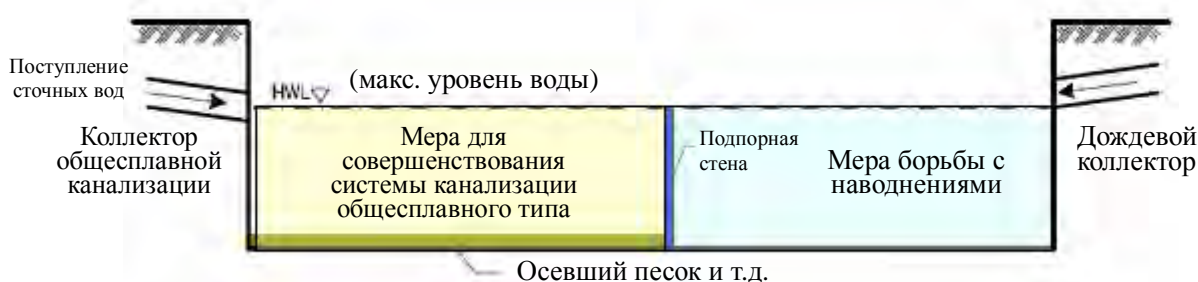 Поступление
сточных вод
HWL
(макс. уровень воды)
Коллектор
общесплавной
канализации
Мера для
совершенствования
системы канализации
общесплавного типа
Подпорная
стена
Мера борьбы с
наводнениями
Дождевой
коллектор
Осевший песок и т.д.